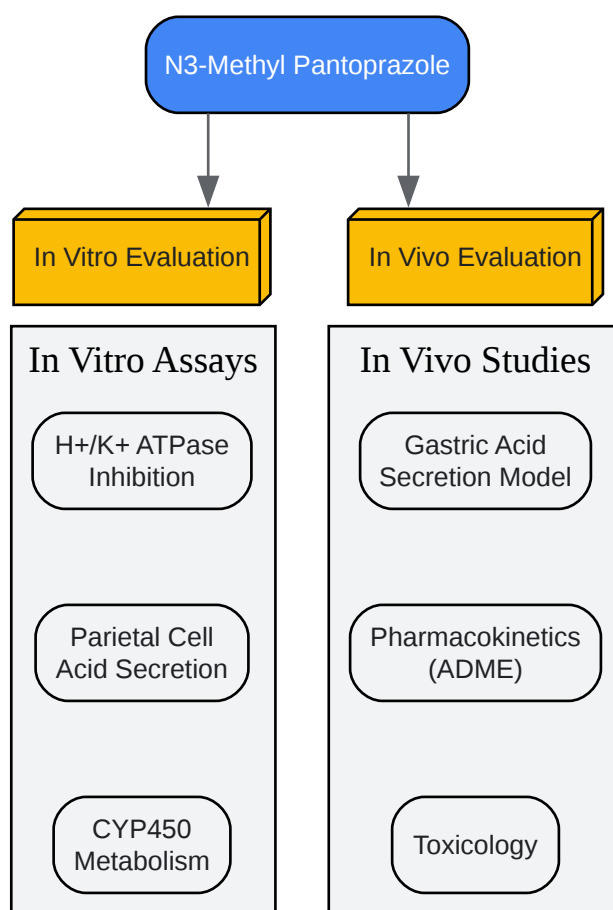 N3-Methyl Pantoprazole
In Vitro Evaluation
In Vivo Evaluation
In Vitro Assays
H+/K+ ATPase
Inhibition
Parietal Cell
Acid Secretion
CYP450
Metabolism
In Vivo Studies
Gastric Acid
Secretion Model
Pharmacokinetics
(ADME)
Toxicology